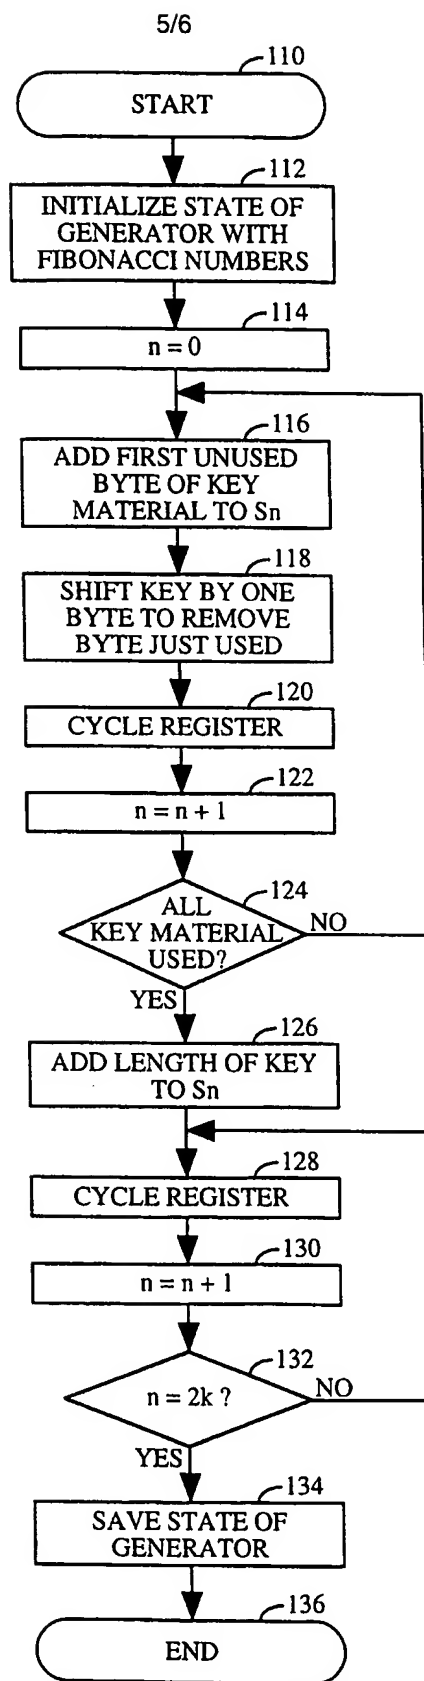 5/6
110
START
112
INITIALIZE STATE OF
GENERATOR WITH
FIBONACCI NUMBERS
114
n = 0
116
ADD FIRST UNUSED
BYTE OF KEY
MATERIAL TO Sn
118
SHIFT KEY BY ONE
BYTE TO REMOVE
BYTE JUST USED
120
CYCLE REGISTER
122
n = n + 1
124
ALL
KEY MATERIAL
USED?
NO
YES
126
ADD LENGTH OF KEY
TO Sn
128
CYCLE REGISTER
130
n = n + 1
132
n = 2k ?
NO
YES
134
SAVE STATE OF
GENERATOR
136
END